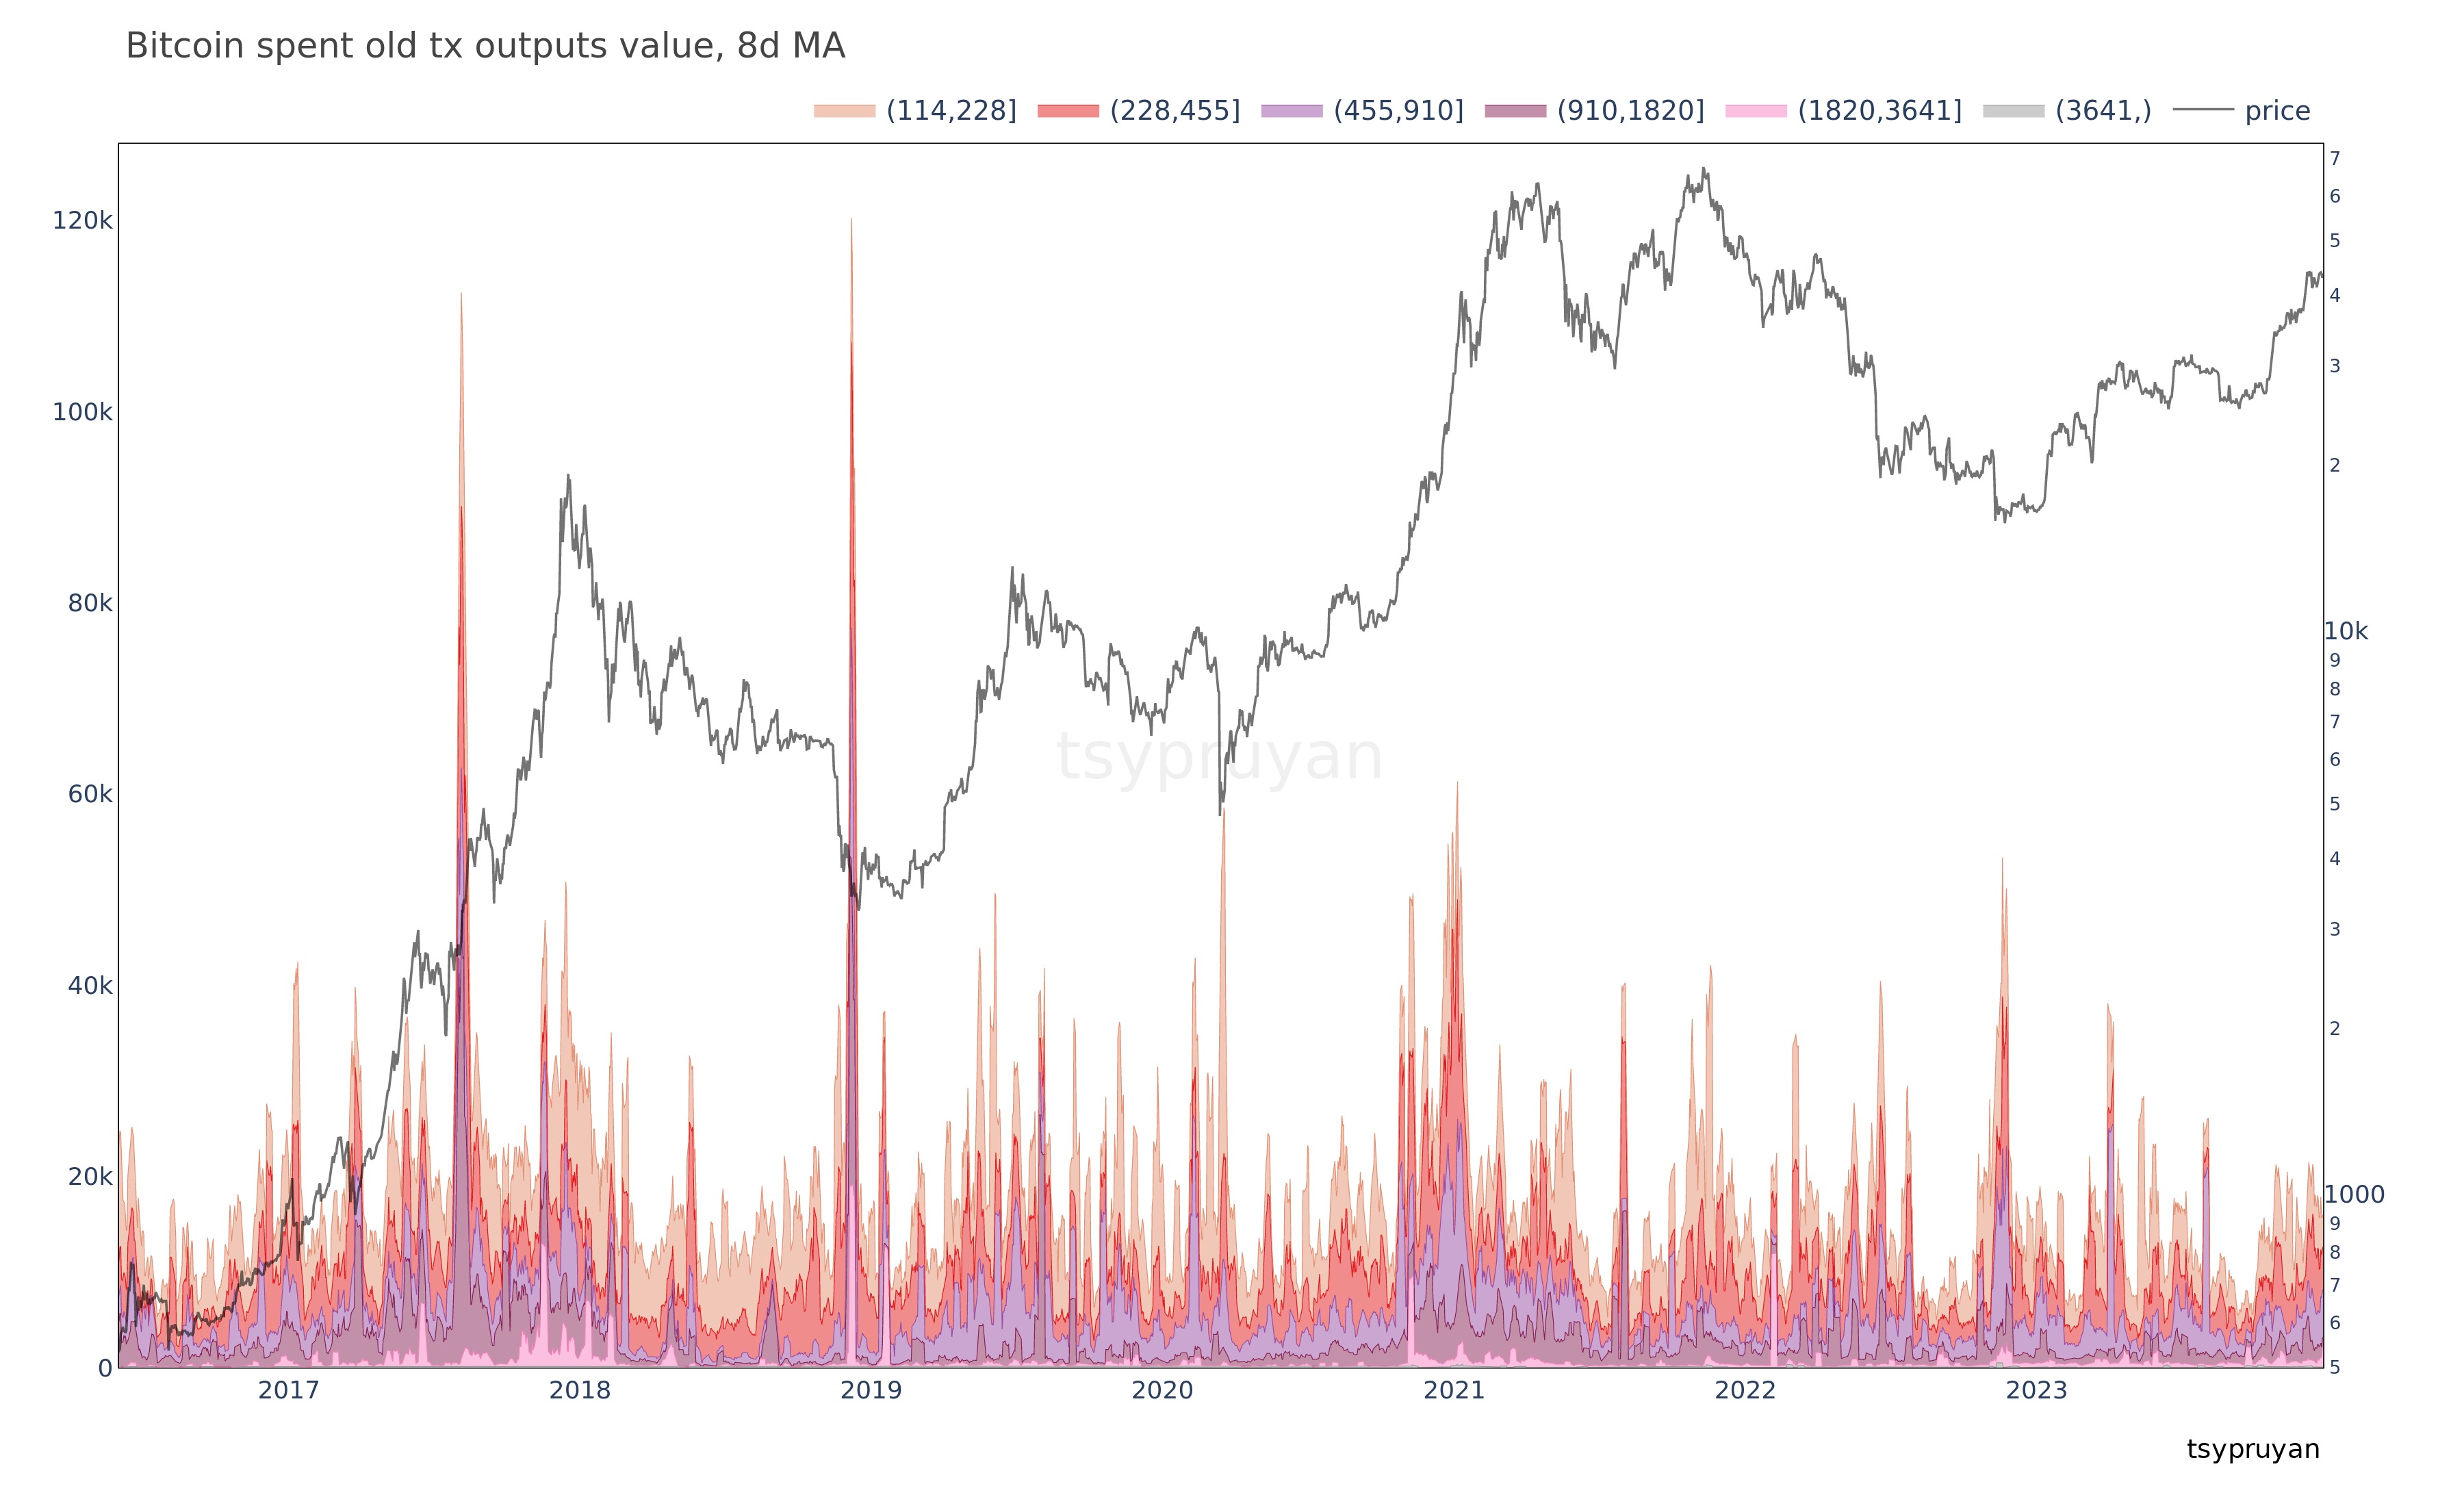 Bitcoin spent old tx outputs value, 8d MA
(114,228] (228,455] (455,910] (910,1820] (1820,3641] (3641,) price
120k
100k
80k
60k
40k
20k
0
7
6
5
4
3
2
10k
9
8
7
6
5
4
3
2
1000
9
8
7
6
5
tsypruyan
2017 2018 2019 2020 2021 2022 2023
tsypruyan